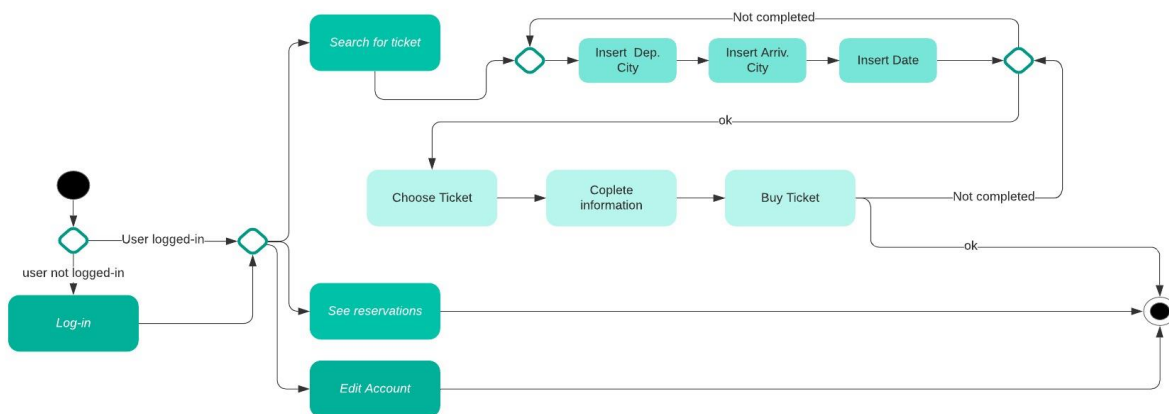 Not completed
Search for ticket
Insert Dep.
City
Insert Arriv.
City
Insert Date
ok
Choose Ticket
Coplete
information
Buy Ticket
Not completed
User logged-in
ok
user not logged-in
Log-in
See reservations
Edit Account